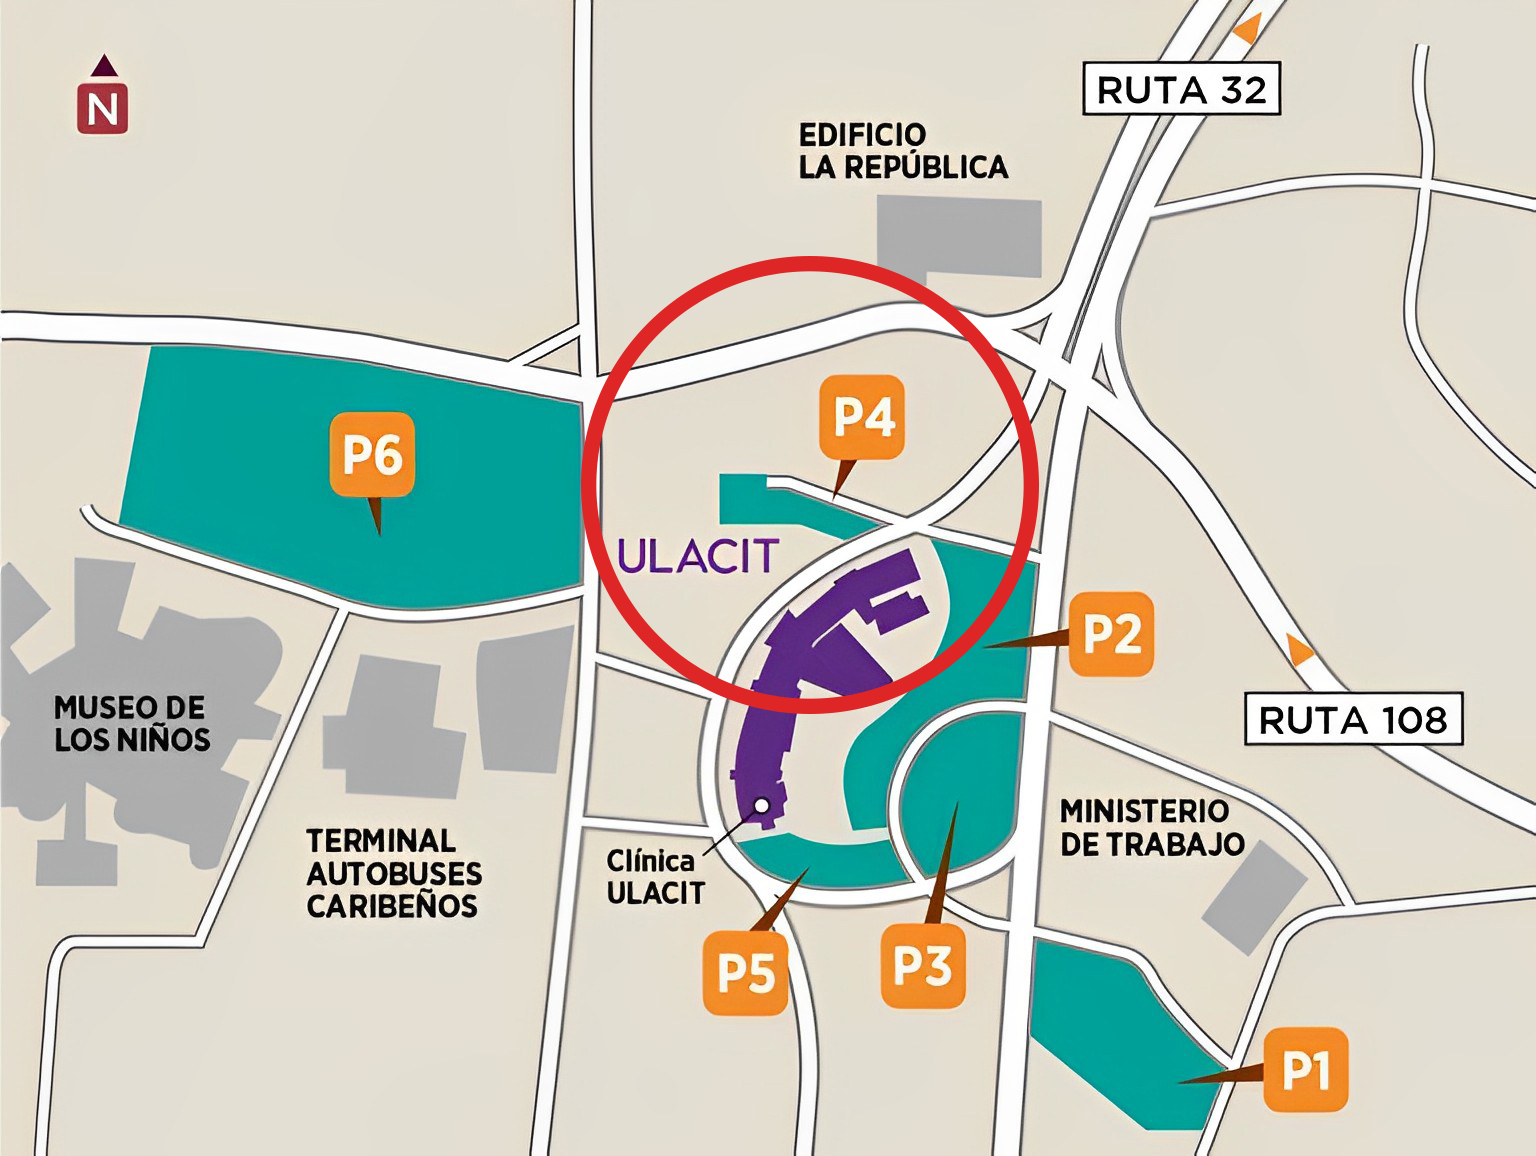 N
RUTA 32
EDIFICIO
LA REPÚBLICA
P4
P6
ULACIT
P2
MUSEO DE
LOS NIÑOS
RUTA 108
TERMINAL
AUTOBUSES
CARIBEÑOS
Clínica
ULACIT
MINISTERIO
DE TRABAJO
P5
P3
P1